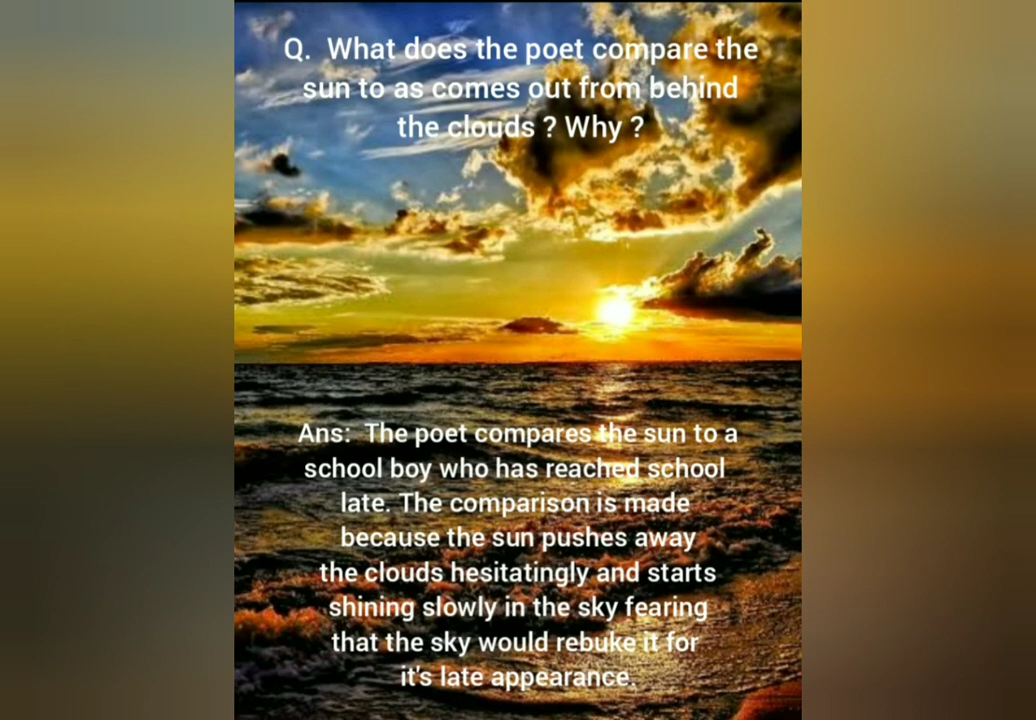 Q. What does the poet compare the
sun to as comes out from behind
the clouds ? Why ?
Ans: The poet compares the sun to a
school boy who has reached school
late. The comparison is made
because the sun pushes away
the clouds hesitatingly and starts
shining slowly in the sky fearing
that the sky would rebuke it for
it's late appearance.